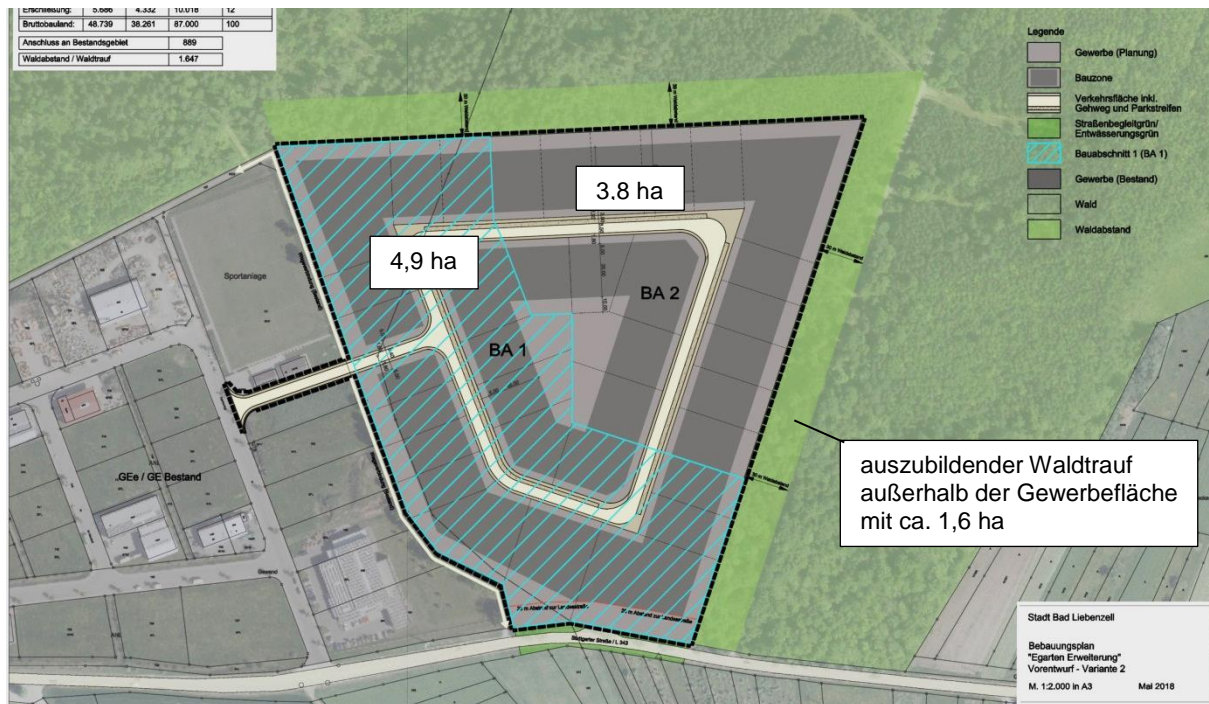 Erschließung: 5.686 4.332 10.018 12
Bruttobauland: 48.739 38.261 87.000 100
Anschluss an Bestandsgebiet 889
Waldabstand / Waldtrauf 1.647
Legende
Gewerbe (Planung)
Bauzone
Verkehrsfläche inkl.
Gehweg und Parkstreifen
Straßenbegleitgrün/
Entwässerungsgrün
Bauabschnitt 1 (BA 1)
Gewerbe (Bestand)
Wald
Waldabstand
3,8 ha
4,9 ha
Sportanlage
BA 2
BA 1
GEe / GE Bestand
auszubildender Waldtrauf
außerhalb der Gewerbefläche
mit ca. 1,6 ha
Stuttgarter Straße / L 343
Stadt Bad Liebenzell
Bebauungsplan
"Egarten Erweiterung"
Vorentwurf - Variante 2
M. 1:2.000 in A3 Mai 2018